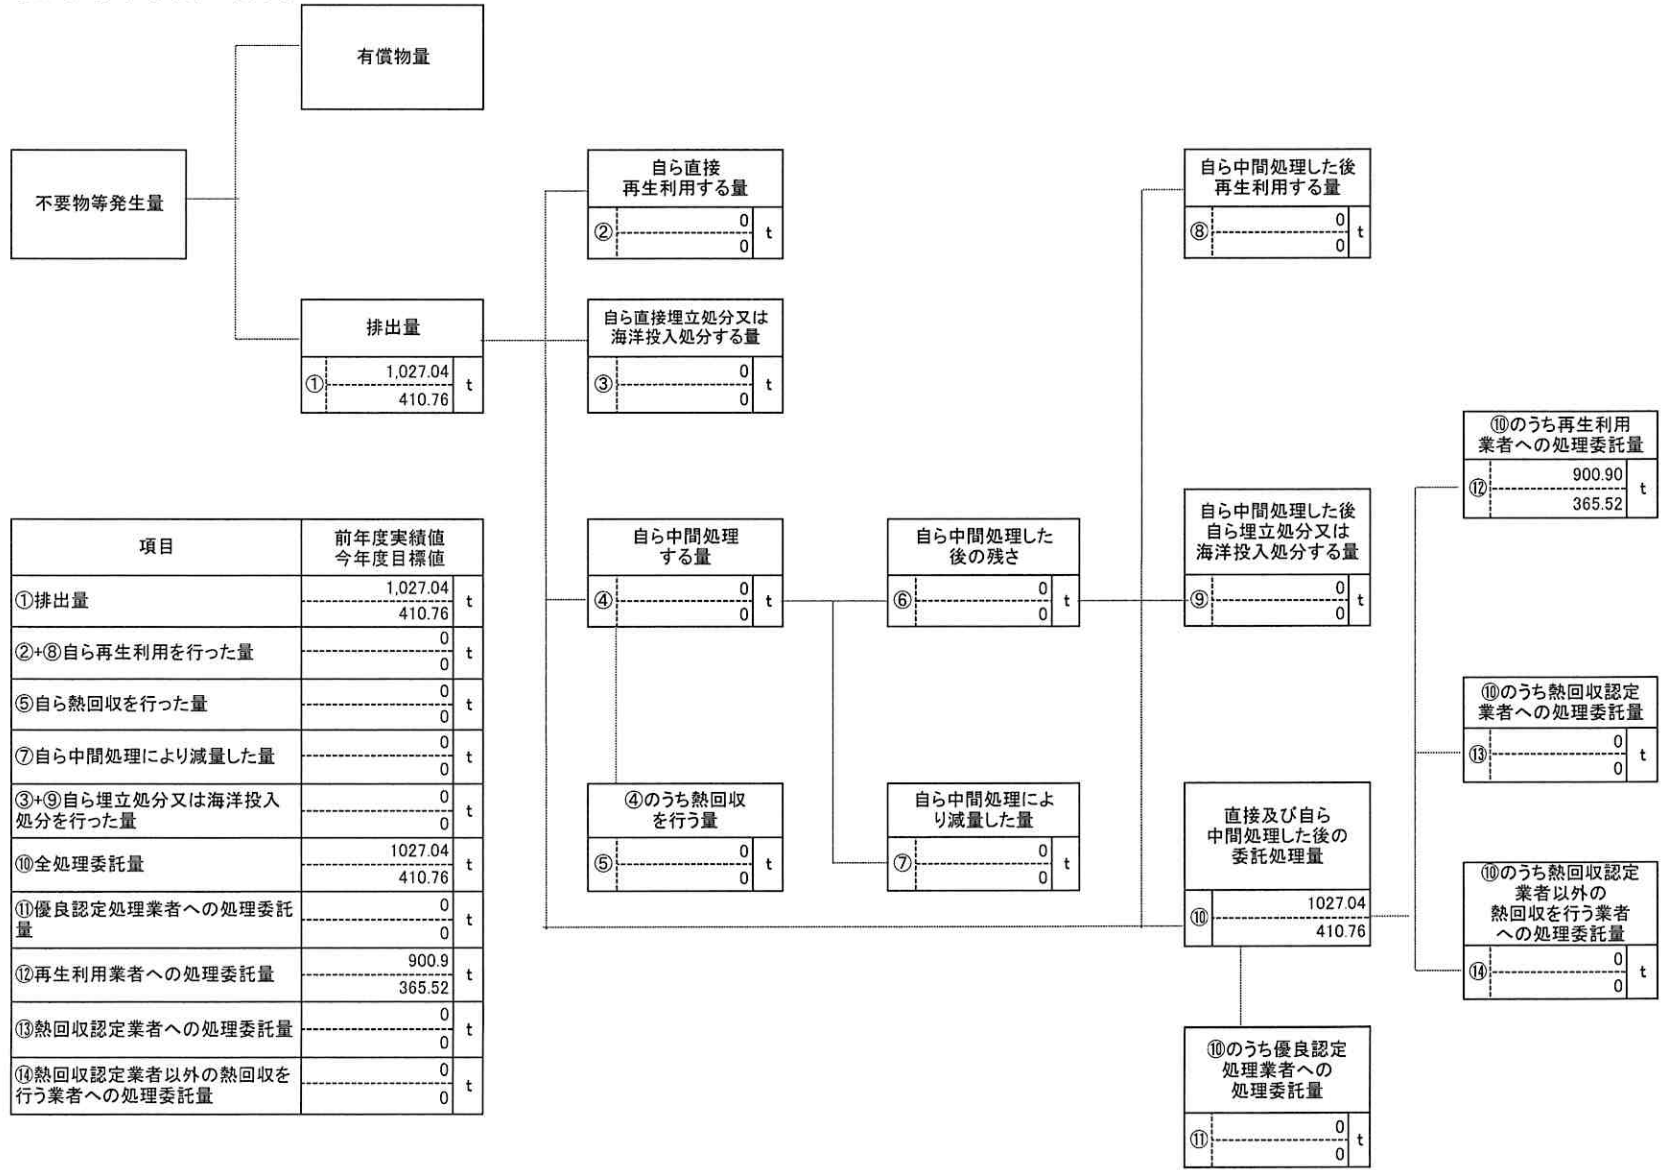 有償物量
不要物等発生量
排出量
①
1,027.04
410.76
t
自ら直接
再生利用する量
②
0
0
t
自ら直接埋立処分又は
海洋投入処分する量
③
0
0
t
自ら中間処理
する量
④
0
0
t
④のうち熱回収
を行う量
⑤
0
0
t
自ら中間処理した
後の残さ
⑥
0
0
t
自ら中間処理によ
り減量した量
⑦
0
0
t
自ら中間処理した後
再生利用する量
⑧
0
0
t
自ら中間処理した後
自ら埋立処分又は
海洋投入処分する量
⑨
0
0
t
直接及び自ら
中間処理した後の
委託処理量
⑩
1027.04
410.76
⑩のうち優良認定
処理業者への
処理委託量
⑪
0
0
t
⑩のうち再生利用
業者への処理委託量
⑫
900.90
365.52
t
⑩のうち熱回収認定
業者への処理委託量
⑬
0
0
t
⑩のうち熱回収認定
業者以外の
熱回収を行う業者
への処理委託量
⑭
0
0
t
項目
前年度実績値
今年度目標値
①排出量
1,027.04
410.76
t
②+⑧自ら再生利用を行った量
0
0
t
⑤自ら熱回収を行った量
0
0
t
⑦自ら中間処理により減量した量
0
0
t
③+⑨自ら埋立処分又は海洋投入
処分を行った量
0
0
t
⑩全処理委託量
1027.04
410.76
t
⑪優良認定処理業者への処理委託
量
0
0
t
⑫再生利用業者への処理委託量
900.9
365.52
t
⑬熱回収認定業者への処理委託量
0
0
t
⑭熱回収認定業者以外の熱回収を
行う業者への処理委託量
0
0
t